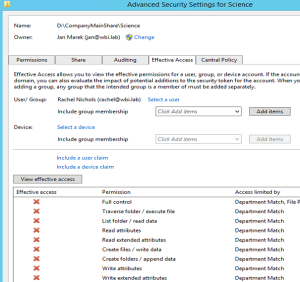 Advanced Security Settings for Science
Name: D:\CompanyMainShare\Science
Owner: Jan Marek (jan@wbi.lab) Change
Permissions Share Auditing Effective Access Central Policy
Effective Access allows you to view the effective permissions for a user, group, or device account. If the account
domain, you can also evaluate the impact of potential additions to the security token for the account. When you
adding a group, any group that the intended group is a member of must be added separately.
User/ Group: Rachel Nichols (rachel@wbi.lab) Select a user
Include group membership Click Add items Add items
Device: Select a device
Include group membership Click Add items Add items
Include a user claim
Include a device claim
View effective access
Effective access Permission Access limited by
Full control Department Match, File P
Traverse folder / execute file Department Match
List folder / read data Department Match
Read attributes Department Match
Read extended attributes Department Match
Create files / write data Department Match
Create folders / append data Department Match
Write attributes Department Match
Write extended attributes Department Match